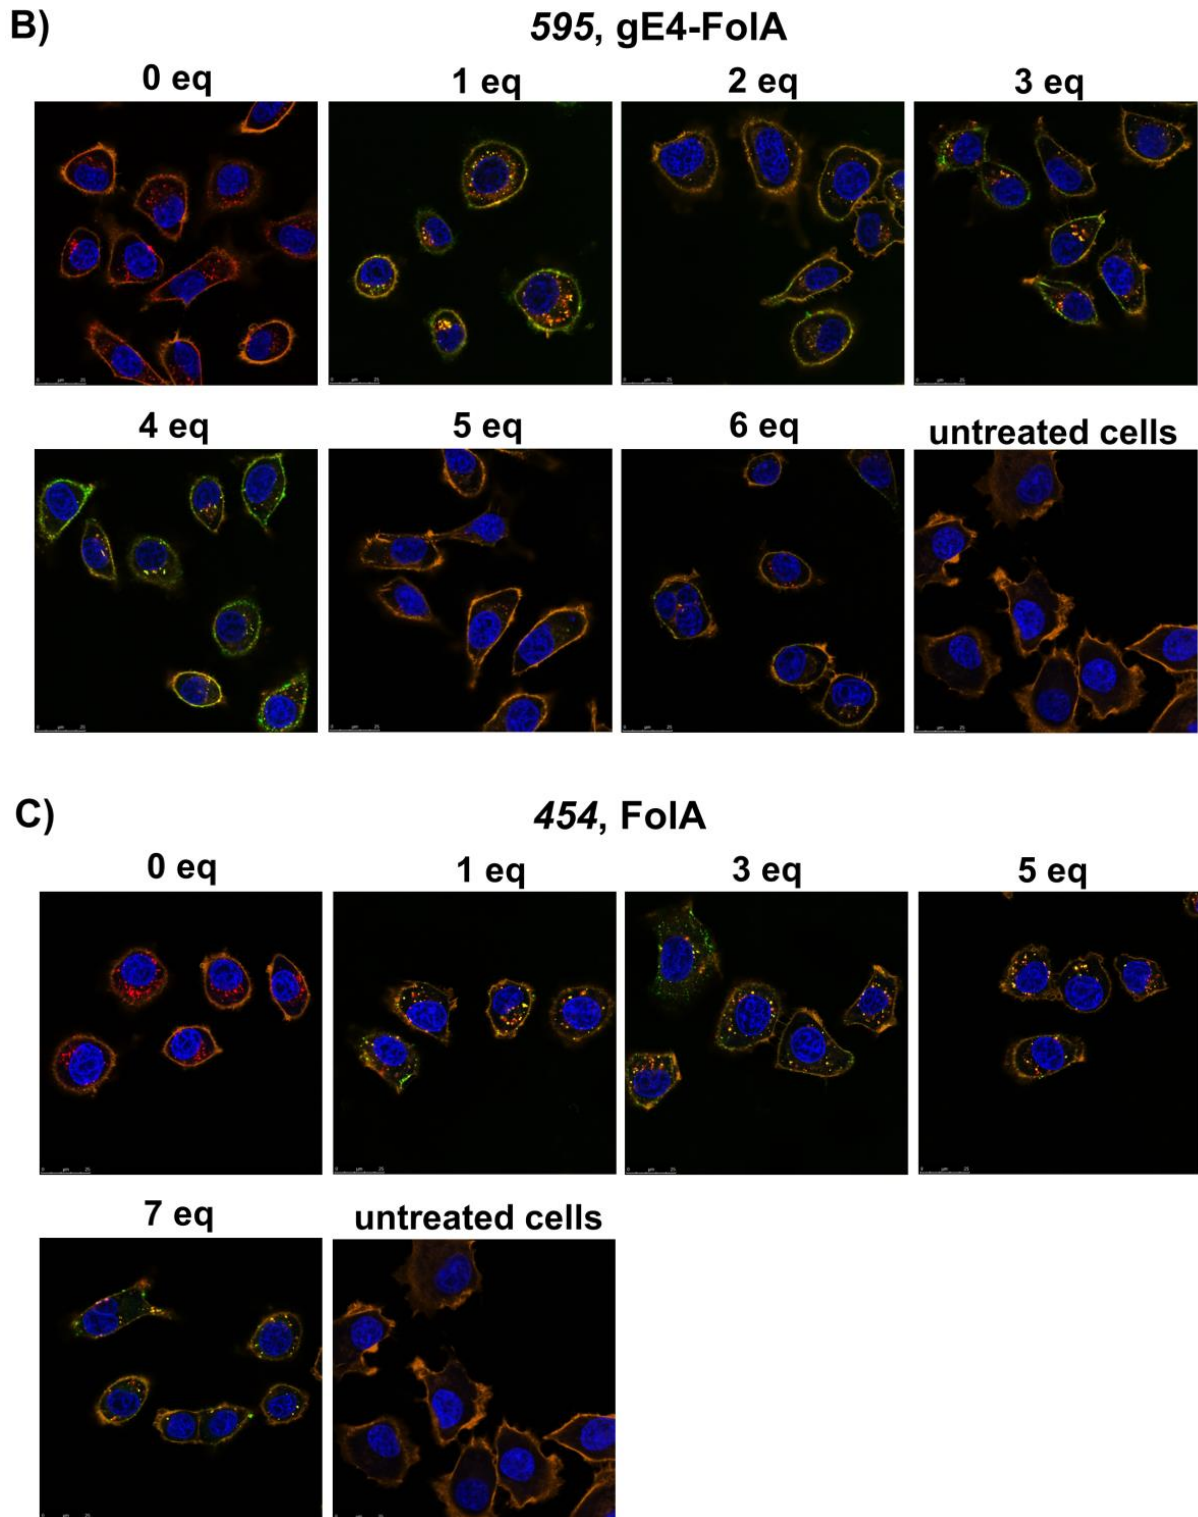 B)
595, gE4-FolA
0 eq
1 eq
2 eq
3 eq
4 eq
5 eq
6 eq
untreated cells
C)
454, FolA
0 eq
1 eq
3 eq
5 eq
7 eq
untreated cells